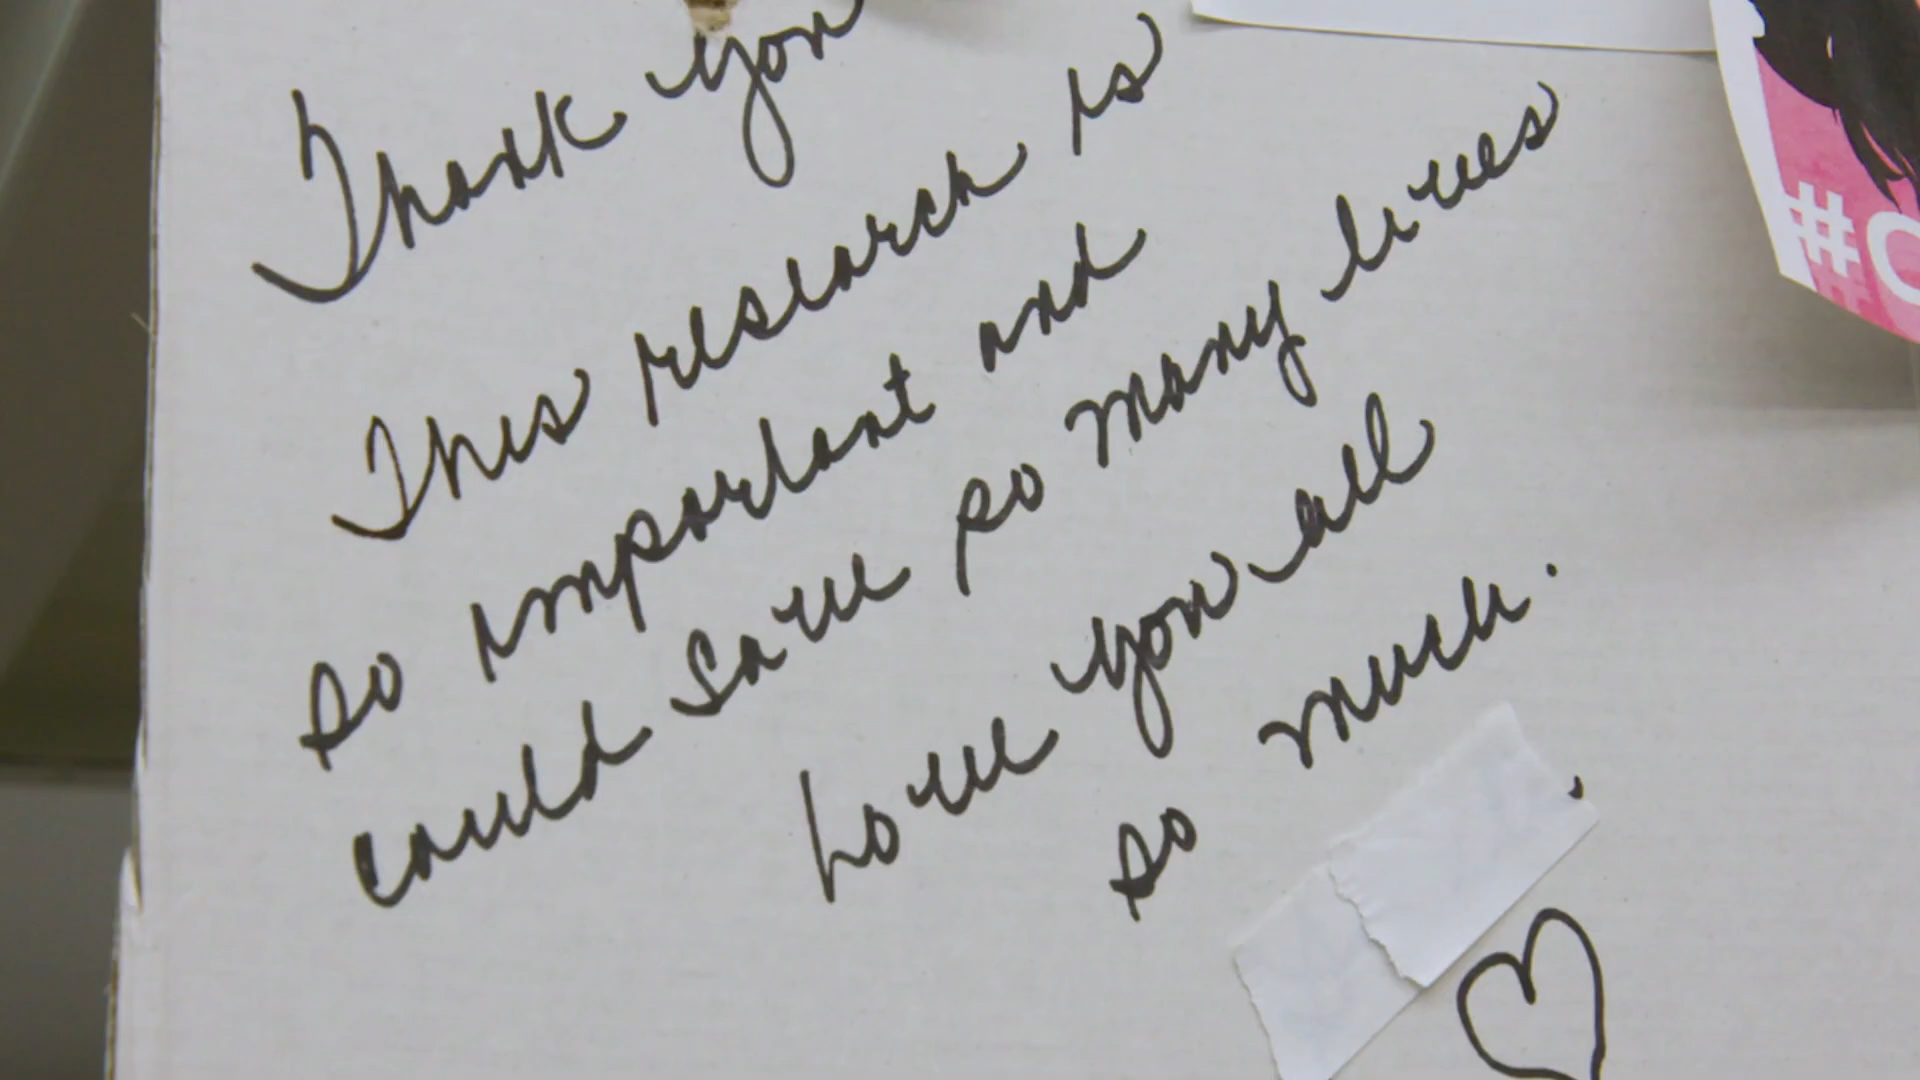 Thank you
This research is
so important and
could save so many lives
Love you all
so much.
#C